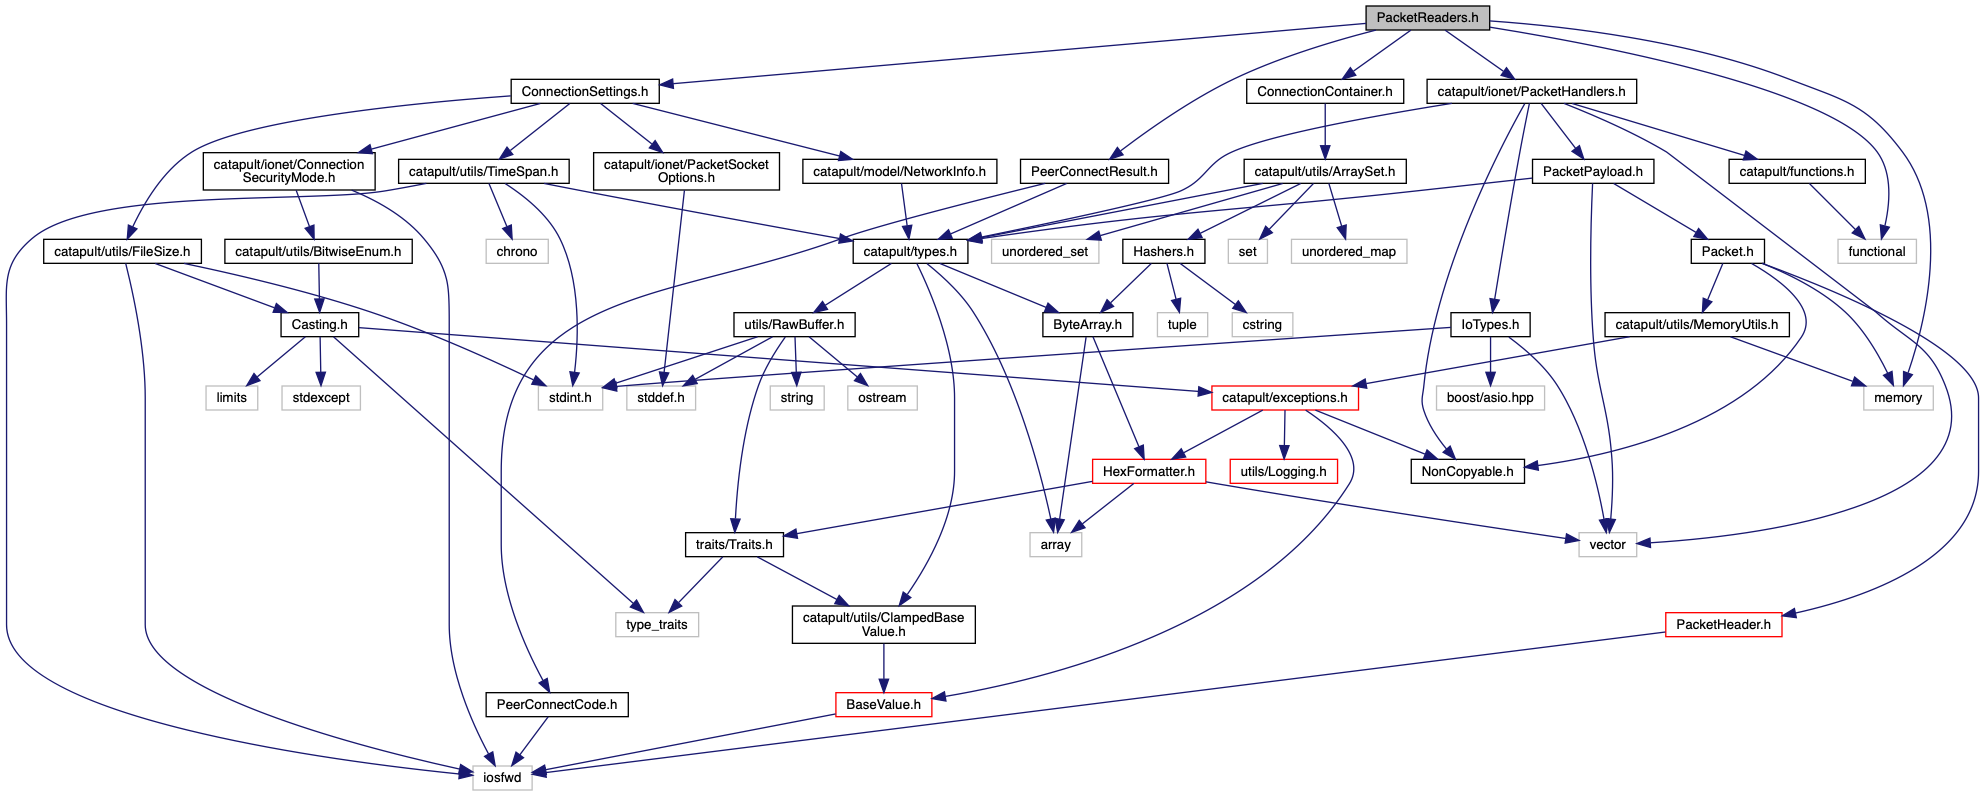 PacketReaders.h
ConnectionSettings.h
ConnectionContainer.h
catapult/ionet/PacketHandlers.h
catapult/ionet/Connection
SecurityMode.h
catapult/utils/TimeSpan.h
catapult/ionet/PacketSocket
Options.h
catapult/model/NetworkInfo.h
PeerConnectResult.h
catapult/utils/ArraySet.h
PacketPayload.h
catapult/functions.h
catapult/utils/FileSize.h
catapult/utils/BitwiseEnum.h
chrono
catapult/types.h
unordered_set
Hashers.h
set
unordered_map
Packet.h
functional
Casting.h
utils/RawBuffer.h
ByteArray.h
tuple
cstring
IoTypes.h
catapult/utils/MemoryUtils.h
limits
stdexcept
stdint.h
stddef.h
string
ostream
catapult/exceptions.h
boost/asio.hpp
memory
HexFormatter.h
utils/Logging.h
NonCopyable.h
traits/Traits.h
array
vector
type_traits
catapult/utils/ClampedBase
Value.h
PacketHeader.h
PeerConnectCode.h
BaseValue.h
iosfwd